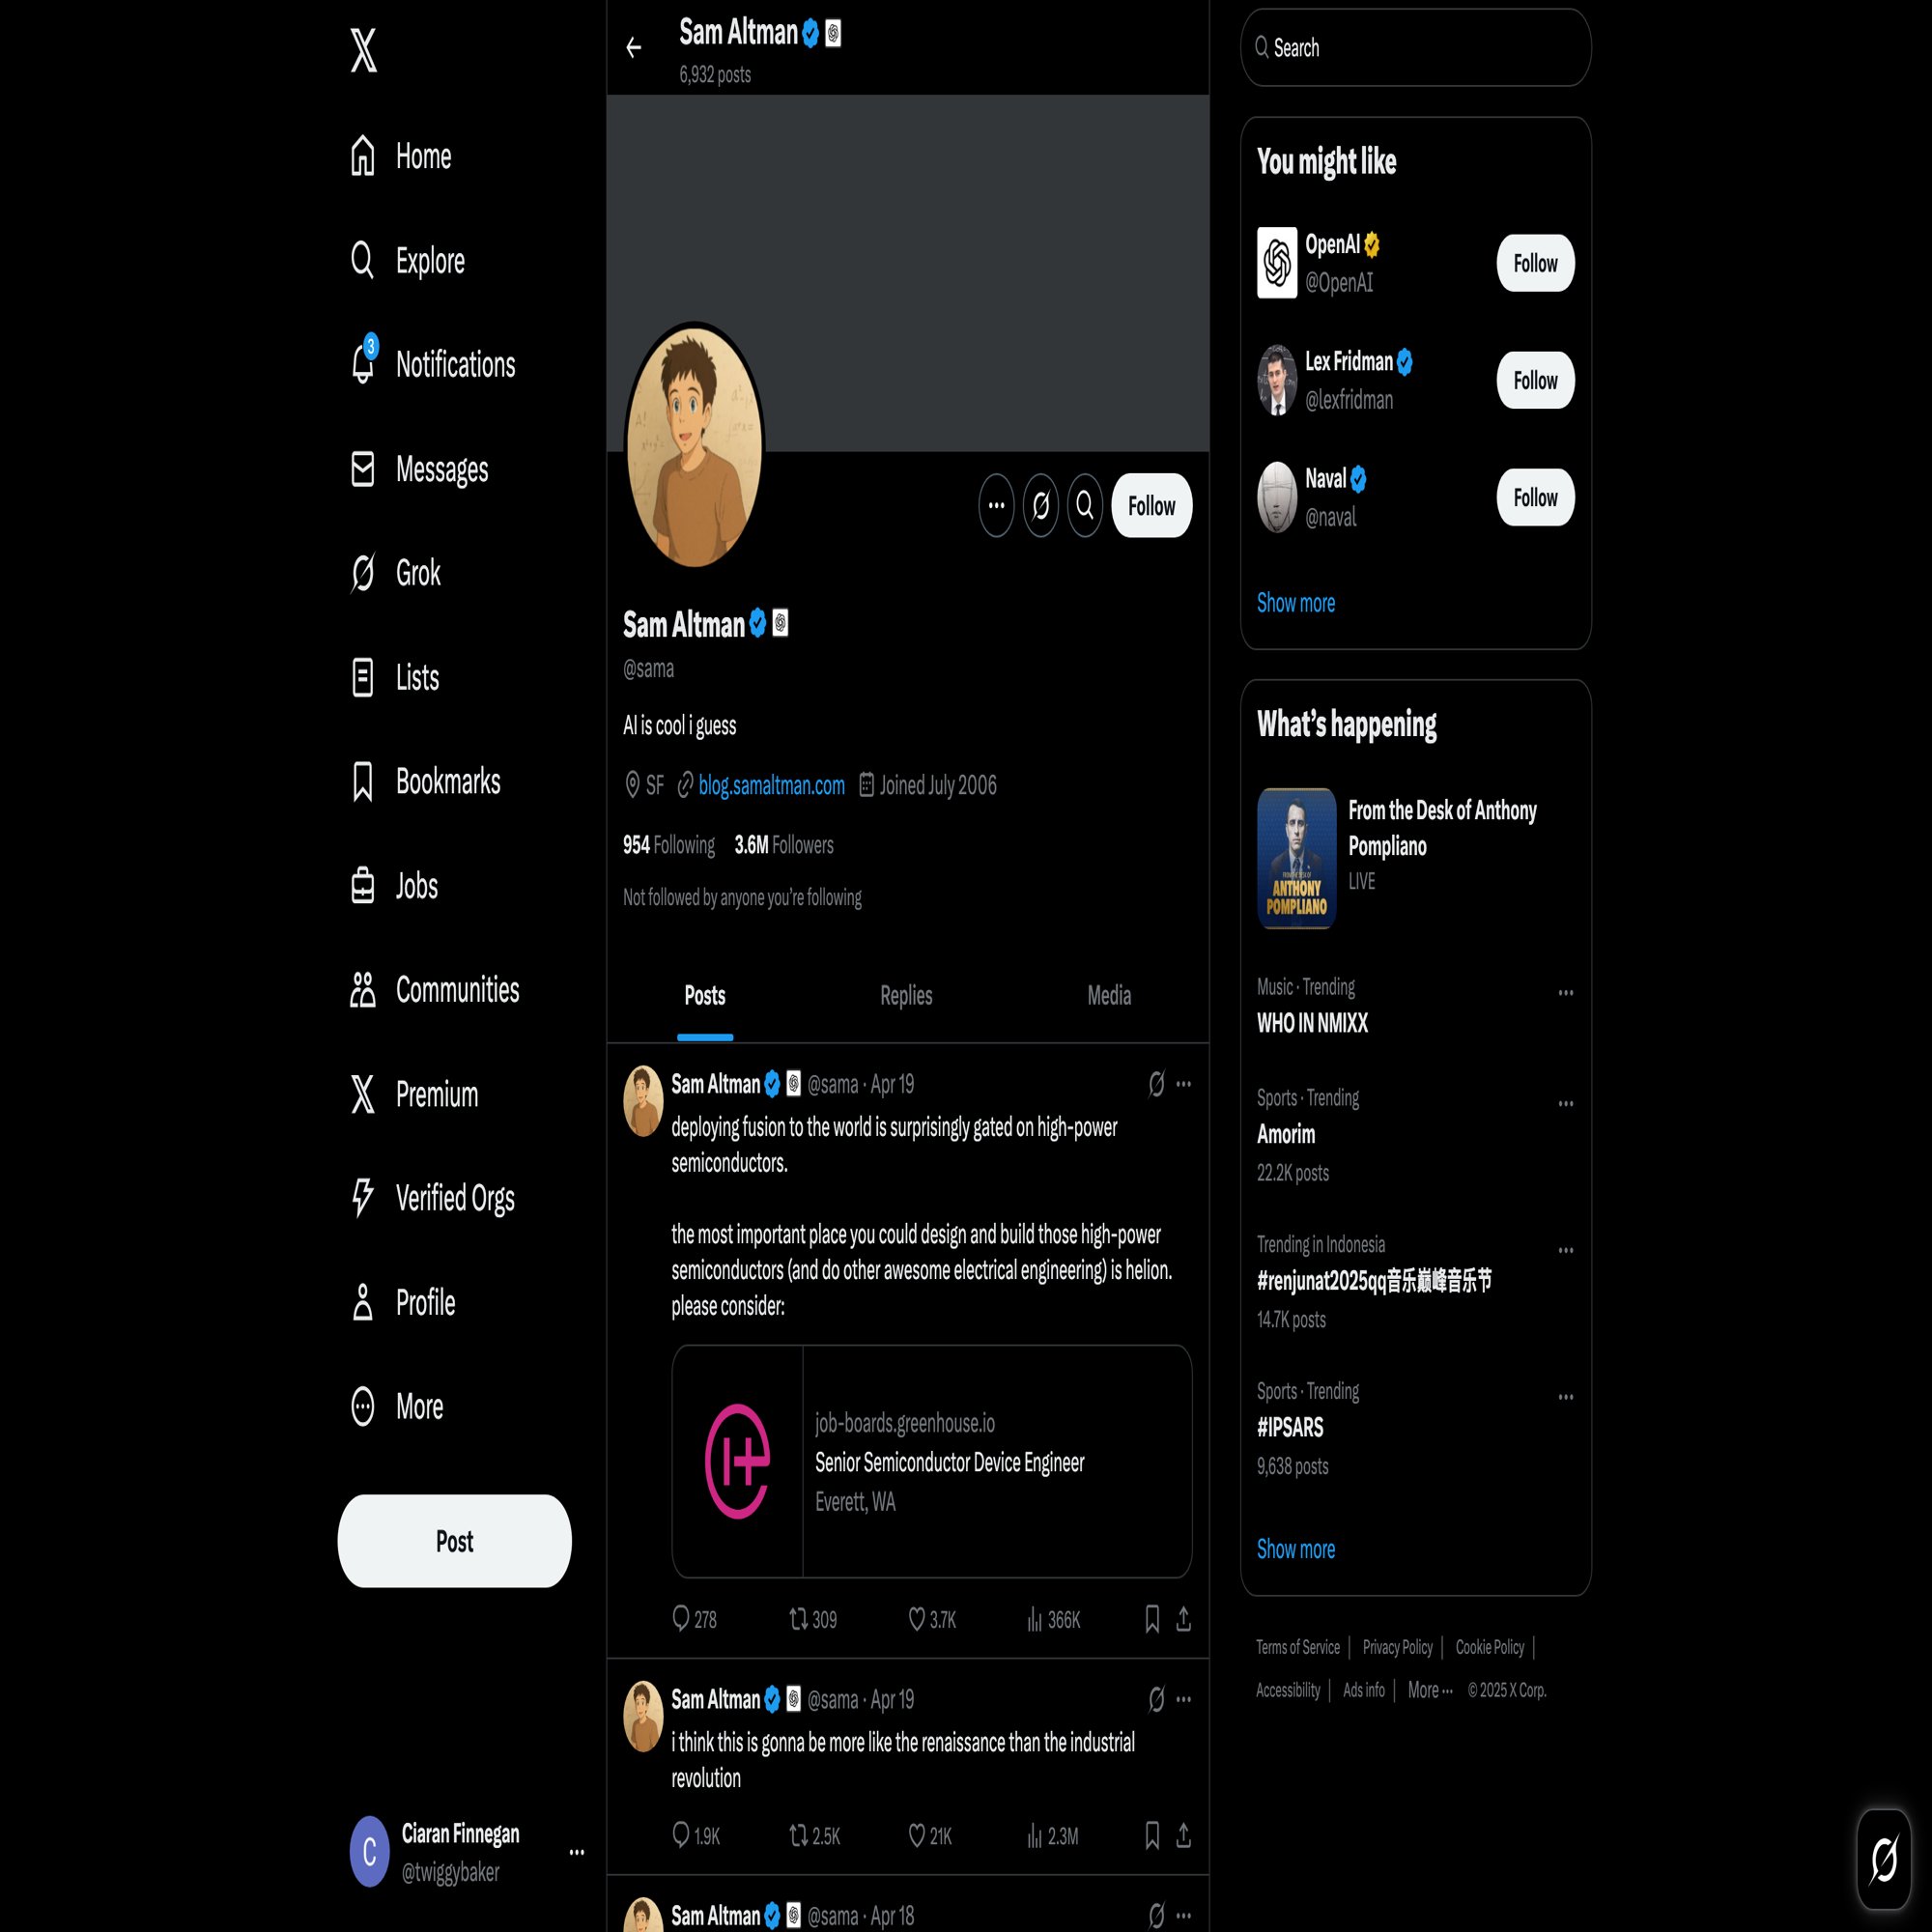 Home
Explore
3
Notifications
Messages
Grok
Lists
Bookmarks
Jobs
Communities
Premium
Verified Orgs
Profile
More
Post
Ciaran Finnegan
@twiggybaker
C
Sam Altman
6,932 posts
Follow
Sam Altman
@sama
AI is cool i guess
SF blog.samaltman.com Joined July 2006
954 Following 3.6M Followers
Not followed by anyone you're following
Posts Replies Media
Sam Altman @sama · Apr 19
deploying fusion to the world is surprisingly gated on high-power
semiconductors.
the most important place you could design and build those high-power
semiconductors (and do other awesome electrical engineering) is helion.
please consider:
job-boards.greenhouse.io
Senior Semiconductor Device Engineer
Everett, WA
278 309 3.7K 366K
Sam Altman @sama · Apr 19
i think this is gonna be more like the renaissance than the industrial
revolution
1.9K 2.5K 21K 2.3M
Sam Altman @sama · Apr 18
Search
You might like
OpenAI
@OpenAI
Follow
Lex Fridman
@lexfridman
Follow
Naval
@naval
Follow
Show more
What's happening
FROM THE DESK OF
ANTHONY
POMPLIANO
From the Desk of Anthony
Pompliano
LIVE
Music · Trending
WHO IN NMIXX
Sports · Trending
Amorim
22.2K posts
Trending in Indonesia
#renjunat2025qq音乐巅峰音乐节
14.7K posts
Sports · Trending
#IPSARS
9,638 posts
Show more
Terms of Service | Privacy Policy | Cookie Policy |
Accessibility | Ads info | More ··· © 2025 X Corp.